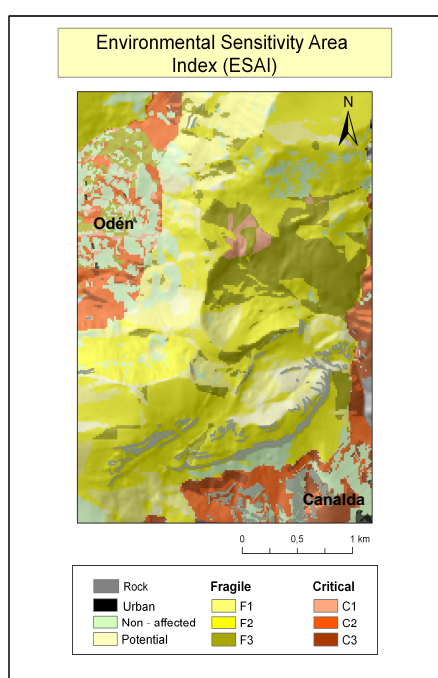 Environmental Sensitivity Area
Index (ESAI)
N
Odén
Canalda
0 0,5 1 km
Rock Fragile Critical
Urban F1 C1
Non - affected F2 C2
Potential F3 C3